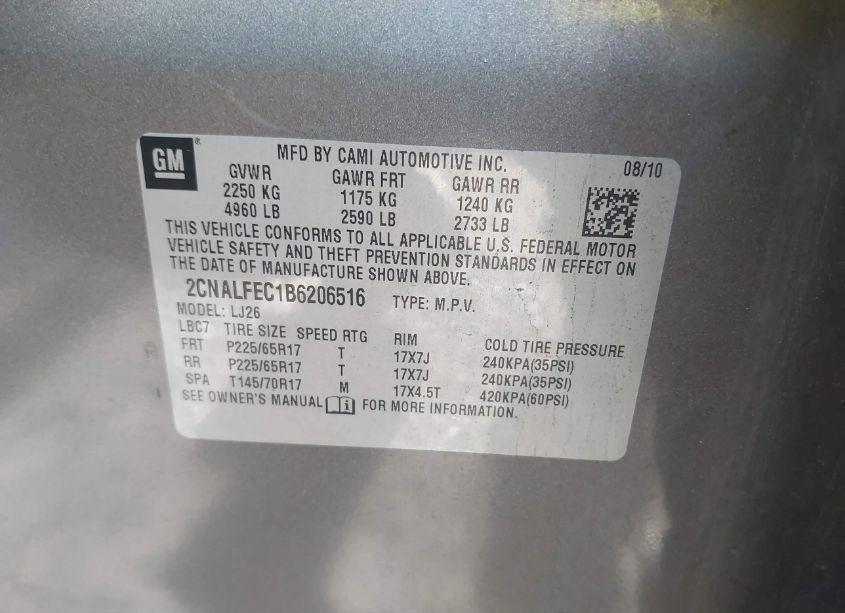 GM ®
MFD BY CAMI AUTOMOTIVE INC. 08/10
GVWR GAWR FRT GAWR RR
2250 KG 1175 KG 1240 KG
4960 LB 2590 LB 2733 LB
THIS VEHICLE CONFORMS TO ALL APPLICABLE U.S. FEDERAL MOTOR
VEHICLE SAFETY AND THEFT PREVENTION STANDARDS IN EFFECT ON
THE DATE OF MANUFACTURE SHOWN ABOVE.
2CNALFEC1B6206516 TYPE: M.P.V.
MODEL: LJ26
LBC7 TIRE SIZE SPEED RTG RIM COLD TIRE PRESSURE
FRT P225/65R17 T 17X7J 240KPA(35PSI)
RR P225/65R17 T 17X7J 240KPA(35PSI)
SPA T145/70R17 M 17X4.5T 420KPA(60PSI)
SEE OWNER'S MANUAL i FOR MORE INFORMATION.